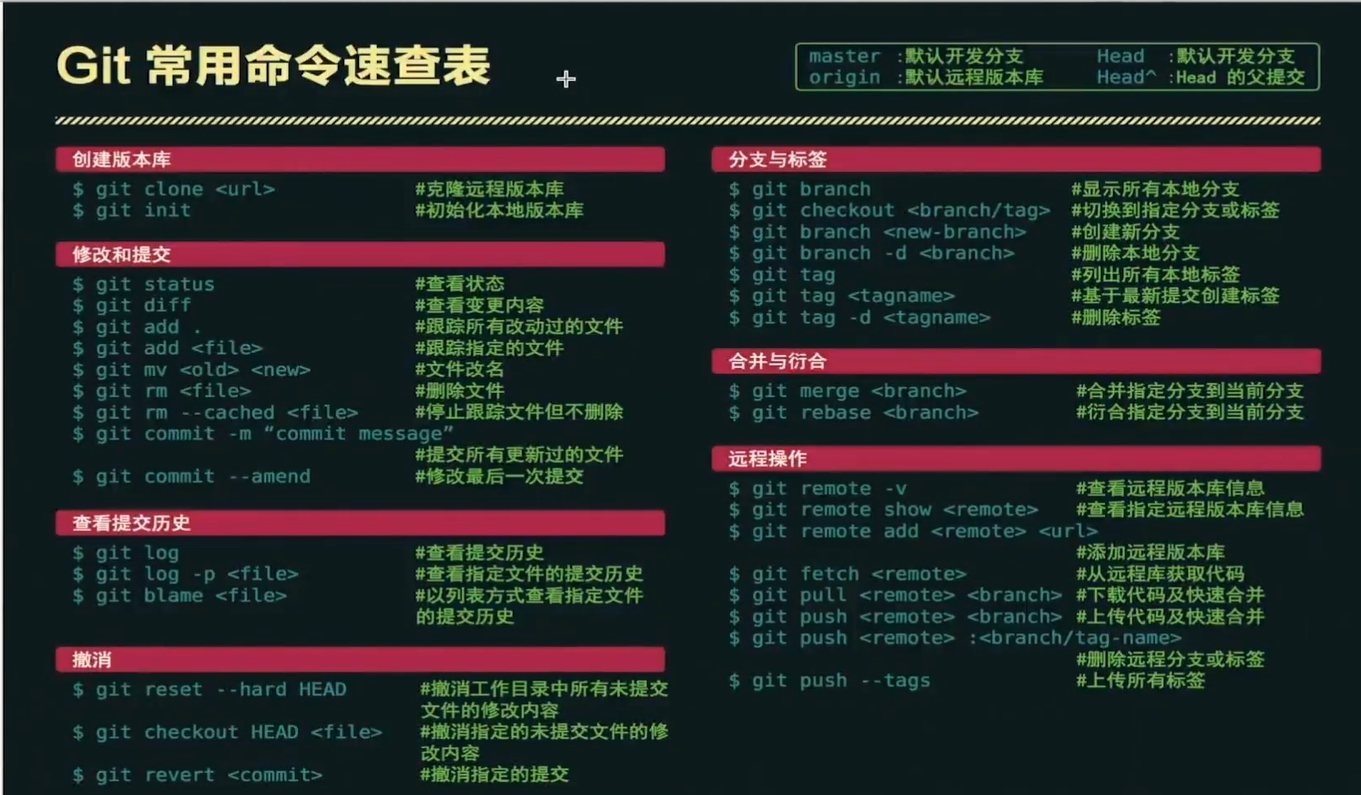 Git 常用命令速查表
master :默认开发分支 Head :默认开发分支
origin :默认远程版本库 Head^ :Head 的父提交
创建版本库
$ git clone <url> #克隆远程版本库
$ git init #初始化本地版本库
修改和提交
$ git status #查看状态
$ git diff #查看变更内容
$ git add . #跟踪所有改动过的文件
$ git add <file> #跟踪指定的文件
$ git mv <old> <new> #文件改名
$ git rm <file> #删除文件
$ git rm --cached <file> #停止跟踪文件但不删除
$ git commit -m “commit message”
#提交所有更新过的文件
$ git commit --amend #修改最后一次提交
查看提交历史
$ git log #查看提交历史
$ git log -p <file> #查看指定文件的提交历史
$ git blame <file> #以列表方式查看指定文件
的提交历史
撤消
$ git reset --hard HEAD #撤消工作目录中所有未提交
文件的修改内容
$ git checkout HEAD <file> #撤消指定的未提交文件的修
改内容
$ git revert <commit> #撤消指定的提交
分支与标签
$ git branch #显示所有本地分支
$ git checkout <branch/tag> #切换到指定分支或标签
$ git branch <new-branch> #创建新分支
$ git branch -d <branch> #删除本地分支
$ git tag #列出所有本地标签
$ git tag <tagname> #基于最新提交创建标签
$ git tag -d <tagname> #删除标签
合并与衍合
$ git merge <branch> #合并指定分支到当前分支
$ git rebase <branch> #衍合指定分支到当前分支
远程操作
$ git remote -v #查看远程版本库信息
$ git remote show <remote> #查看指定远程版本库信息
$ git remote add <remote> <url>
#添加远程版本库
$ git fetch <remote> #从远程库获取代码
$ git pull <remote> <branch> #下载代码及快速合并
$ git push <remote> <branch> #上传代码及快速合并
$ git push <remote> :<branch/tag-name>
#删除远程分支或标签
$ git push --tags #上传所有标签